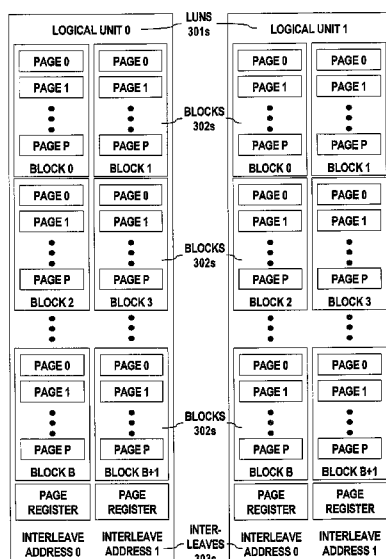 LUNS
301s
LOGICAL UNIT 0
LOGICAL UNIT 1
PAGE 0 PAGE 0 PAGE 0 PAGE 0
PAGE 1 PAGE 1 PAGE 1 PAGE 1
BLOCKS
302s
PAGE P PAGE P PAGE P PAGE P
BLOCK 0 BLOCK 1 BLOCK 0 BLOCK 1
PAGE 0 PAGE 0 PAGE 0 PAGE 0
PAGE 1 PAGE 1 PAGE 1 PAGE 1
BLOCKS
302s
PAGE P PAGE P PAGE P PAGE P
BLOCK 2 BLOCK 3 BLOCK 2 BLOCK 3
PAGE 0 PAGE 0 PAGE 0 PAGE 0
PAGE 1 PAGE 1 PAGE 1 PAGE 1
BLOCKS
302s
PAGE P PAGE P PAGE P PAGE P
BLOCK B BLOCK B+1 BLOCK B BLOCK B+1
PAGE PAGE PAGE PAGE
REGISTER REGISTER REGISTER REGISTER
INTERLEAVE INTERLEAVE INTER- INTERLEAVE INTERLEAVE
ADDRESS 0 ADDRESS 1 LEAVES ADDRESS 0 ADDRESS 1
303s